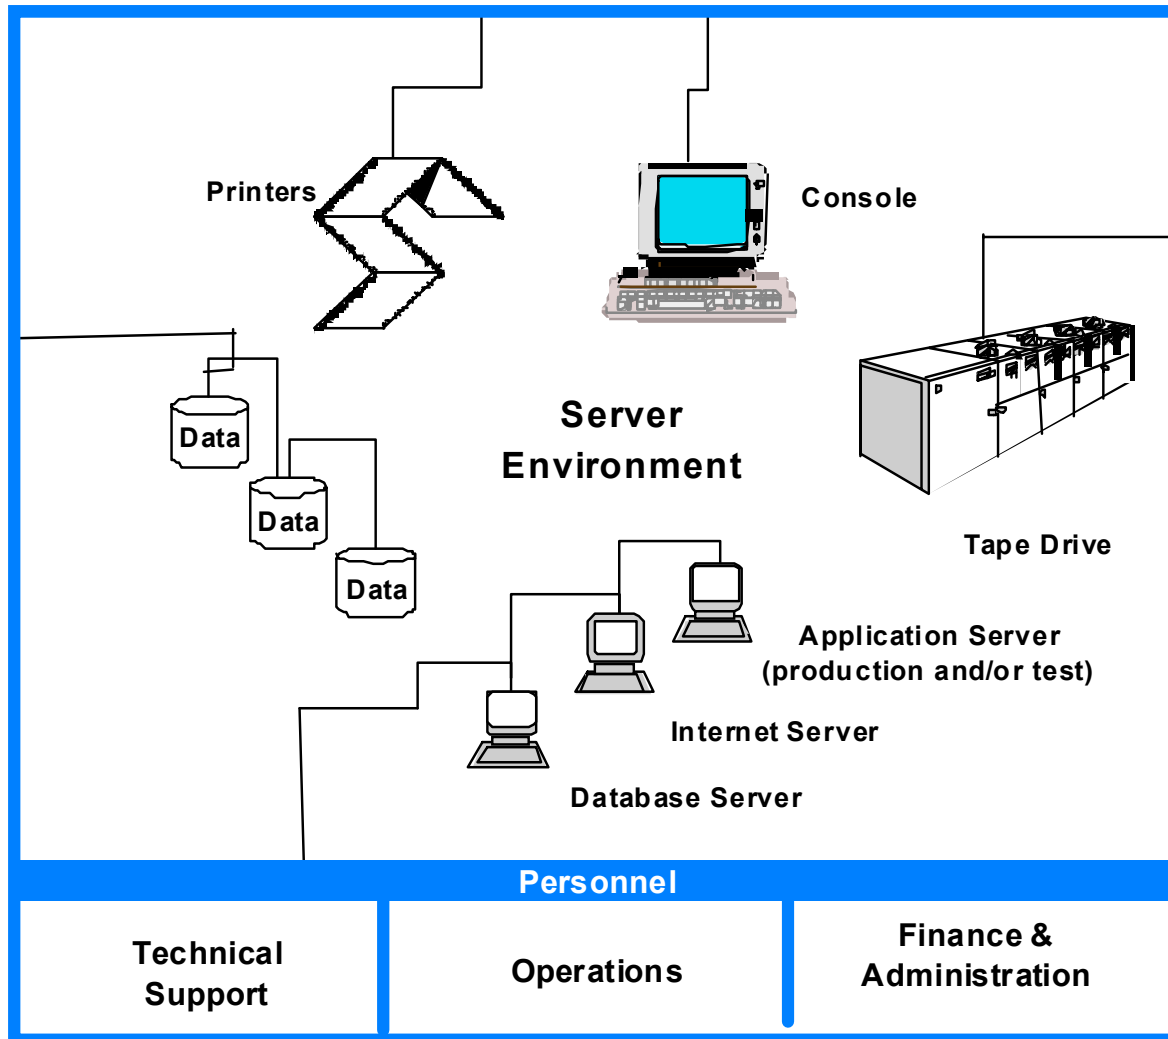 Printers
Console
Server
Environment
Data
Data
Data
Tape Drive
Application Server
(production and/or test)
Internet Server
Database Server
Personnel
Technical
Support
Operations
Finance &
Administration